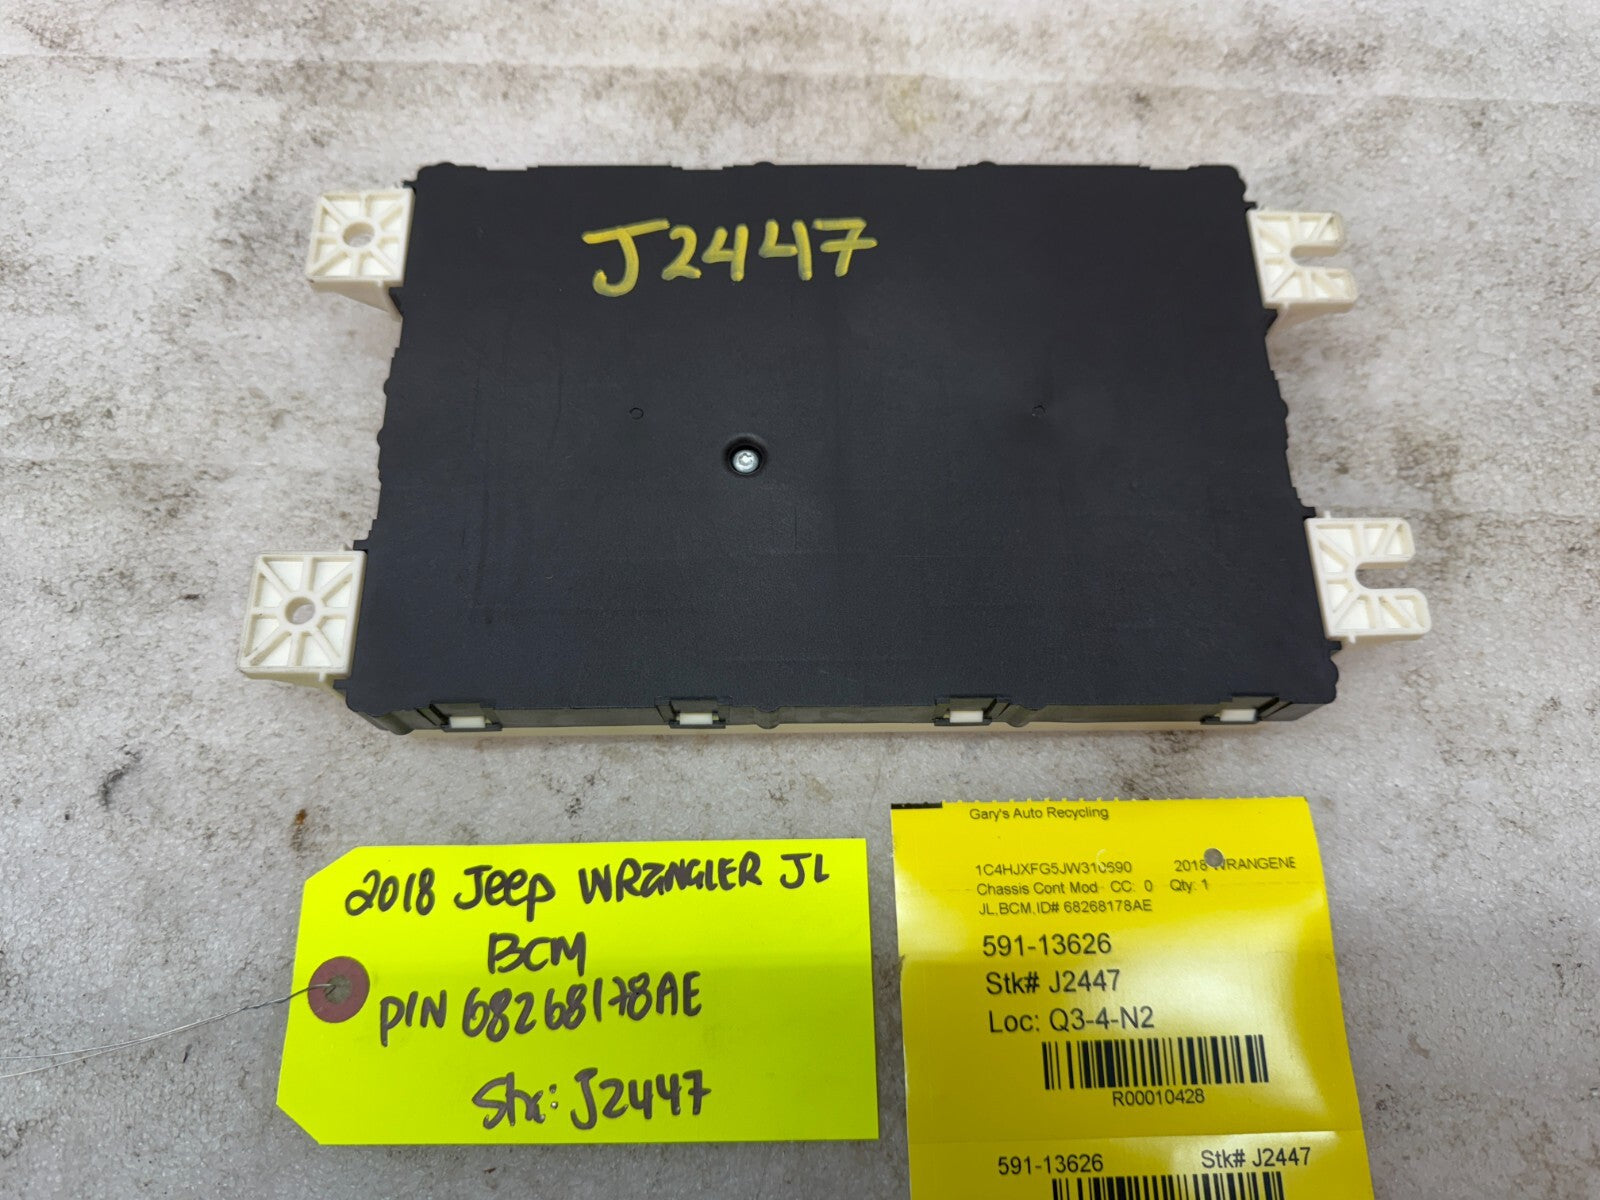 J2447
2018 Jeep WRANGLER JL
BCM
P/N 68268178AE
Stk: J2447
Gary's Auto Recycling
1C4HJXFG5JW310590 2018 WRANGENE
Chassis Cont Mod CC: 0 Qty: 1
JL,BCM,ID# 68268178AE
591-13626
Stk# J2447
Loc: Q3-4-N2
R00010428
591-13626 Stk# J2447